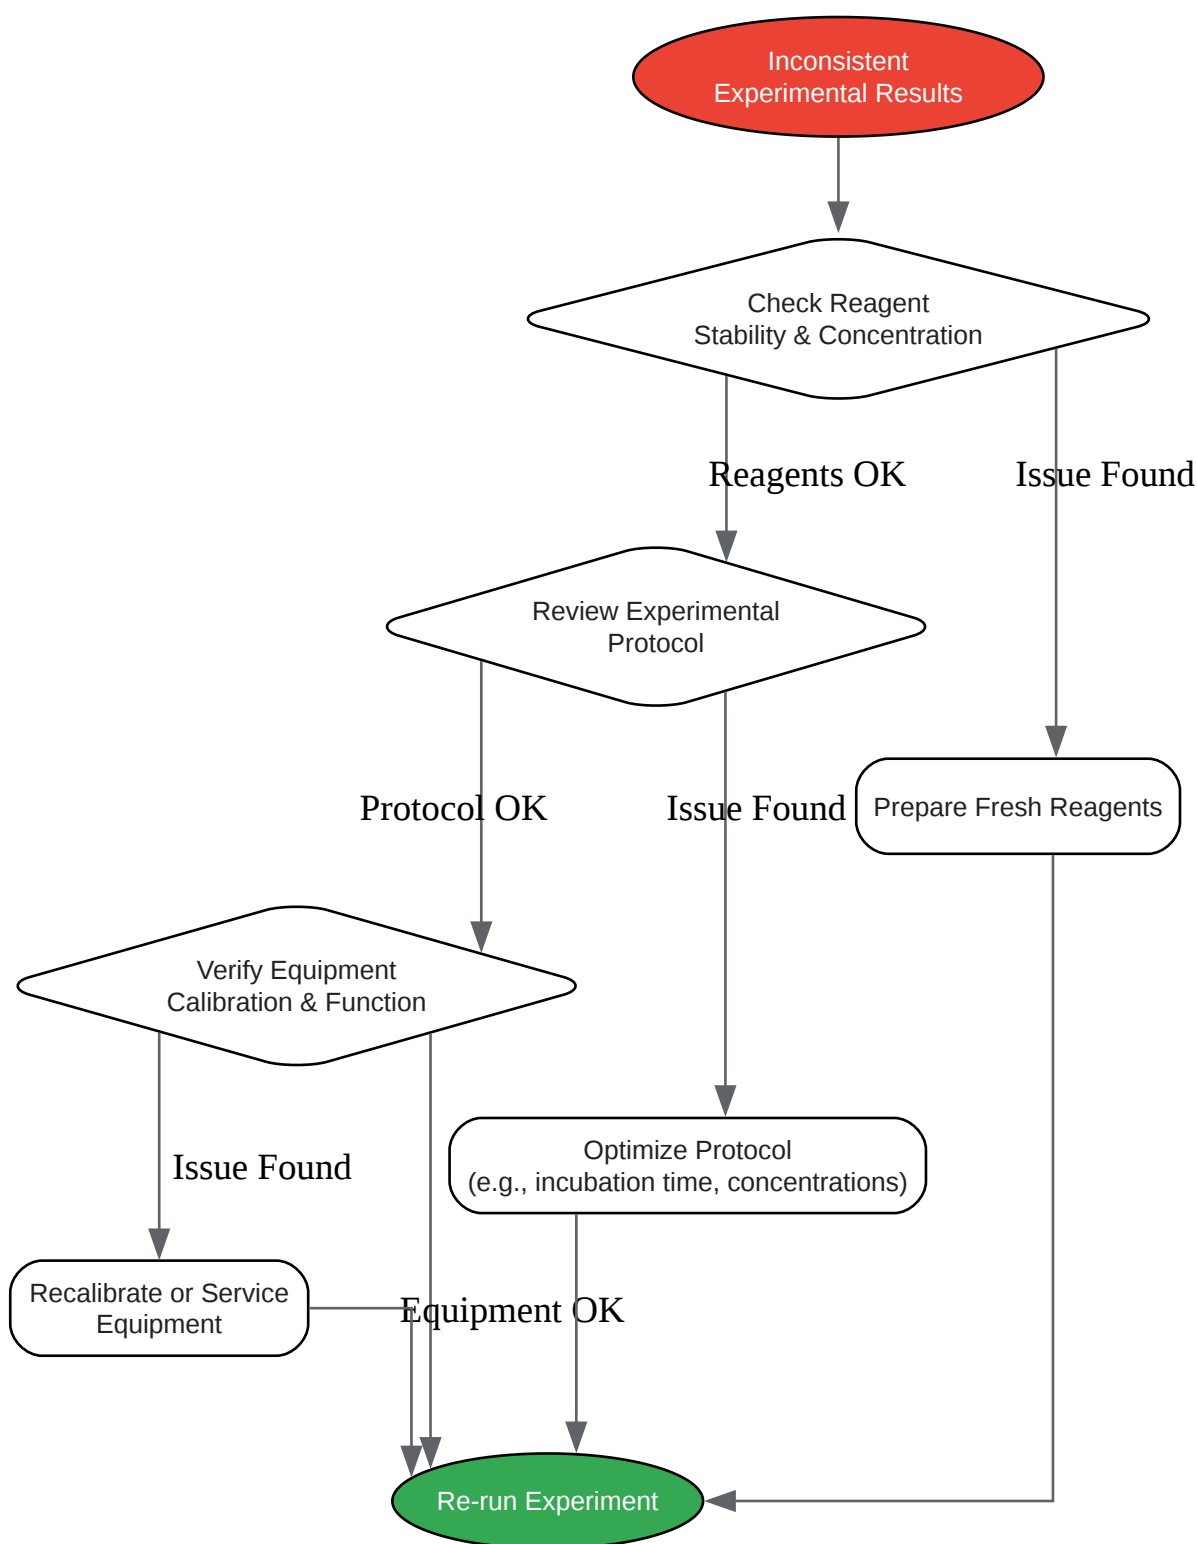 Inconsistent
Experimental Results
Check Reagent
Stability & Concentration
Reagents OK
Issue Found
Review Experimental
Protocol
Protocol OK
Issue Found
Prepare Fresh Reagents
Verify Equipment
Calibration & Function
Optimize Protocol
(e.g., incubation time, concentrations)
Issue Found
Recalibrate or Service
Equipment
Equipment OK
Re-run Experiment